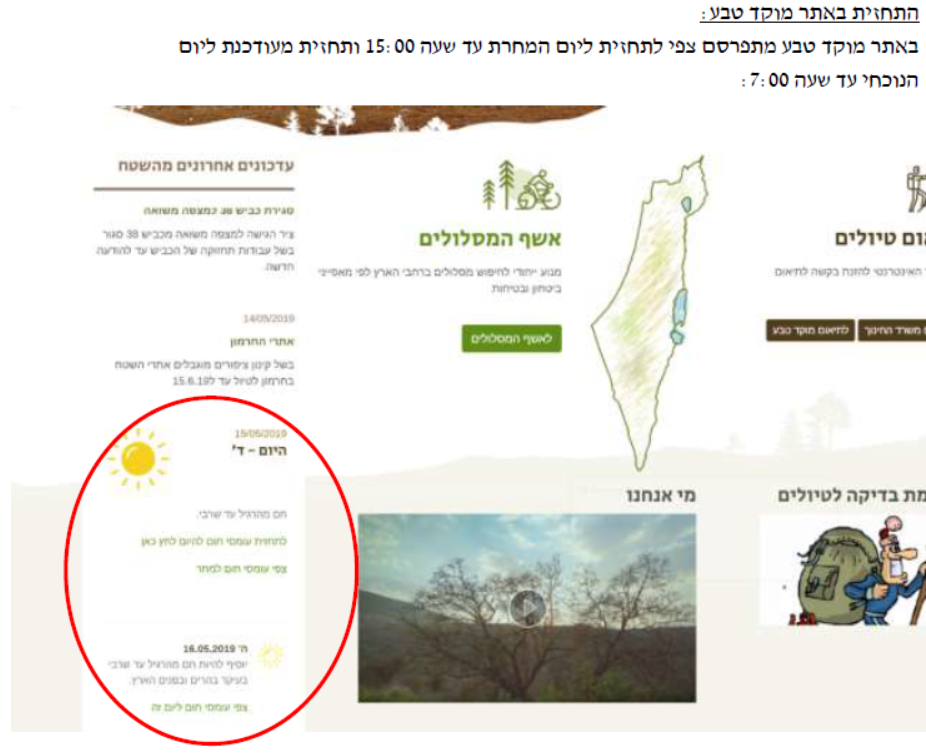 התחזית באתר מוקד טבע:
באתר מוקד טבע מתפרסם צפי לתחזית ליום המחרת עד שעה 15:00 ותחזית מעודכנת ליום
הנוכחי עד שעה 7:00:
ום טיולים
האינטרנטי להזנת בקשה לתיאום
משרד החינוך
לתיאום מוקד טבע
אשף המסלולים
מנוע ייחודי לחיפוש מסלולים ברחבי הארץ לפי מאפייני
ביטחון ובטיחות
לאשף המסלולים
עדכונים אחרונים מהשטח
סגירת כביש 38 למצפה משואה
ציר הגישה למצפה משואה מכביש 38 סגור
בשל עבודות תחזוקה של הכביש עד להודעה
חדשה.
14/05/2019
אתרי החרמון
בשל קינון ציפורים מוגבלים אתרי השטח
בחרמון לטיול עד ל15.6.19
15/05/2019
היום – ד'
חם מהרגיל עד שרבי.
לתחזית עומסי חום להיום לחץ כאן
צפי עומסי חום למחר
ה' 16.05.2019
יוסיף להיות חם מהרגיל עד שרבי
בעיקר בהרים ובפנים הארץ.
צפי עומסי חום ליום זה
מי אנחנו
מת בדיקה לטיולים